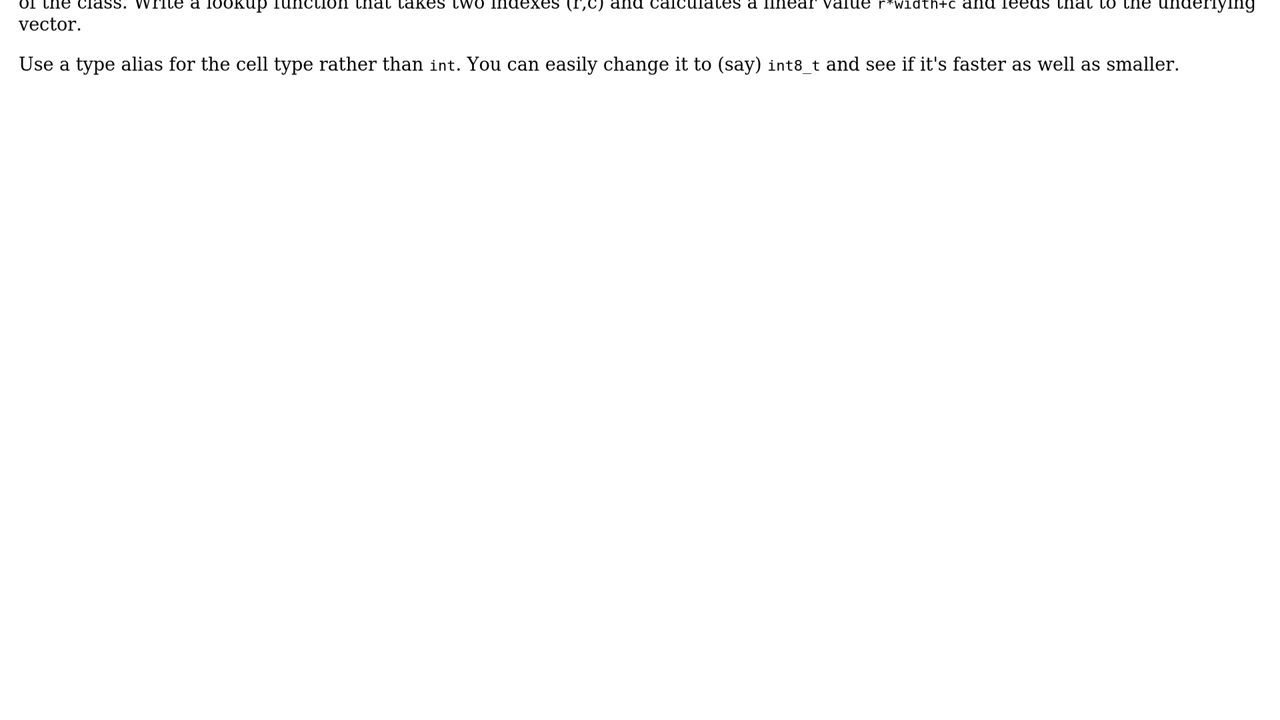 of the class. Write a lookup function that takes two indexes (r,c) and calculates a linear value r*width+c and feeds that to the underlying
vector.
Use a type alias for the cell type rather than int. You can easily change it to (say) int8_t and see if it's faster as well as smaller.